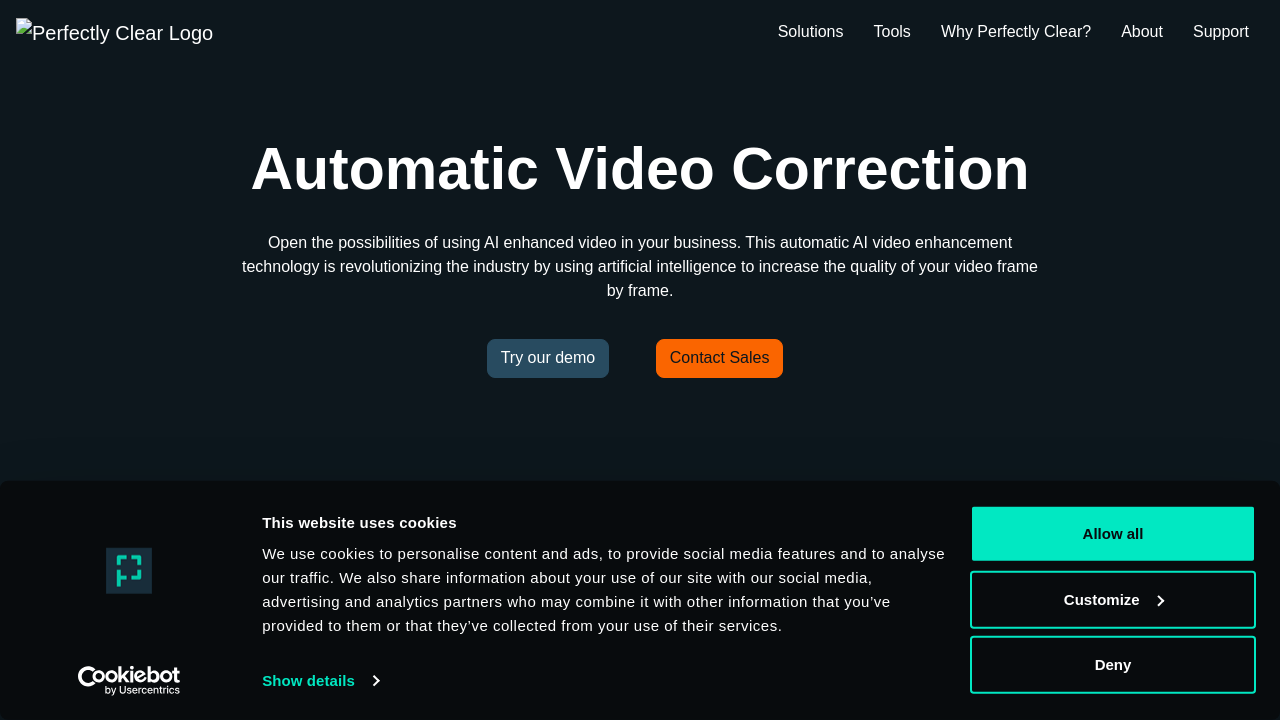 Perfectly Clear Logo
Solutions
Tools
Why Perfectly Clear?
About
Support
Automatic Video Correction
Open the possibilities of using AI enhanced video in your business. This automatic AI video enhancement
technology is revolutionizing the industry by using artificial intelligence to increase the quality of your video frame
by frame.
Try our demo
Contact Sales
This website uses cookies
We use cookies to personalise content and ads, to provide social media features and to analyse
our traffic. We also share information about your use of our site with our social media,
advertising and analytics partners who may combine it with other information that you’ve
provided to them or that they’ve collected from your use of their services.
Show details
Allow all
Customize
Deny
Cookiebot
by Usercentrics